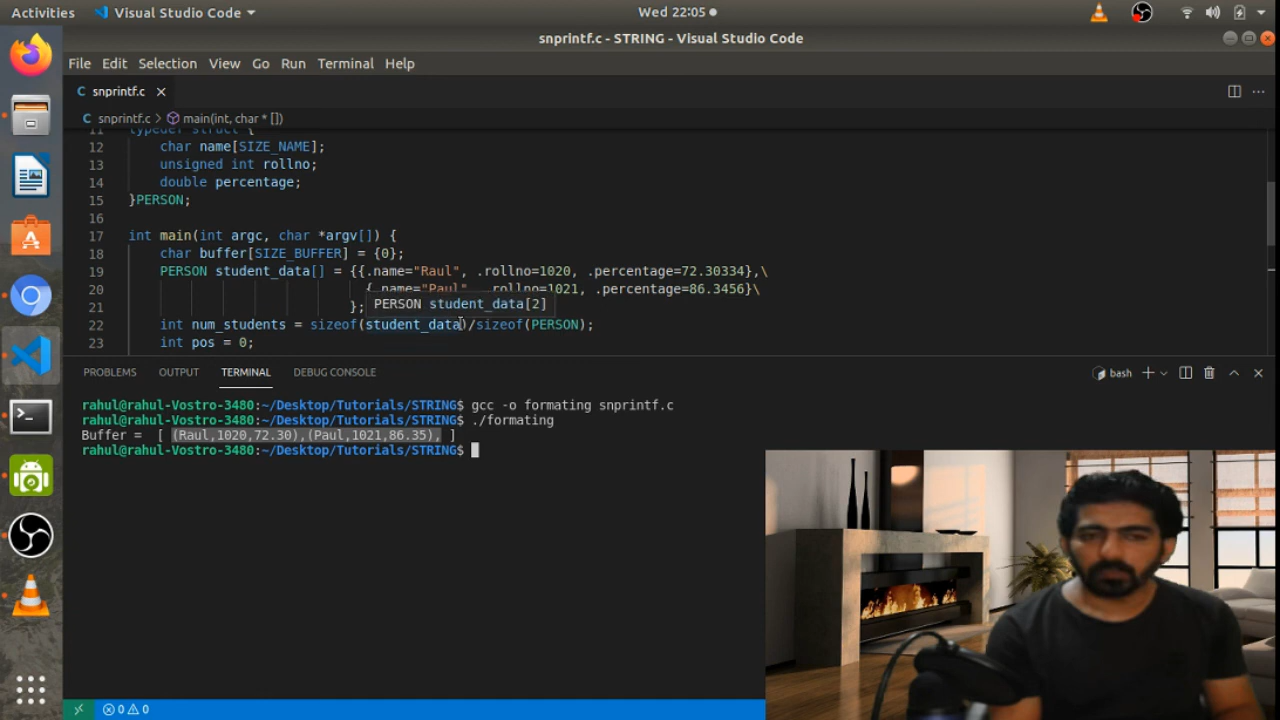 Activities
Visual Studio Code
Wed 22:05
snprintf.c - STRING - Visual Studio Code
File Edit Selection View Go Run Terminal Help
C snprintf.c
C snprintf.c > main(int, char * [])
11 typedef struct {
12 char name[SIZE_NAME];
13 unsigned int rollno;
14 double percentage;
15 }PERSON;
16
17 int main(int argc, char *argv[]) {
18 char buffer[SIZE_BUFFER] = {0};
19 PERSON student_data[] = {{.name="Raul", .rollno=1020, .percentage=72.30334},\
20 {.name="Paul", .rollno=1021, .percentage=86.3456}\
PERSON student_data[2]
21 };
22 int num_students = sizeof(student_data)/sizeof(PERSON);
23 int pos = 0;
PROBLEMS OUTPUT TERMINAL DEBUG CONSOLE
bash
rahul@rahul-Vostro-3480:~/Desktop/Tutorials/STRING$ gcc -o formating snprintf.c
rahul@rahul-Vostro-3480:~/Desktop/Tutorials/STRING$ ./formating
Buffer = [ (Raul,1020,72.30),(Paul,1021,86.35), ]
rahul@rahul-Vostro-3480:~/Desktop/Tutorials/STRING$
0 0